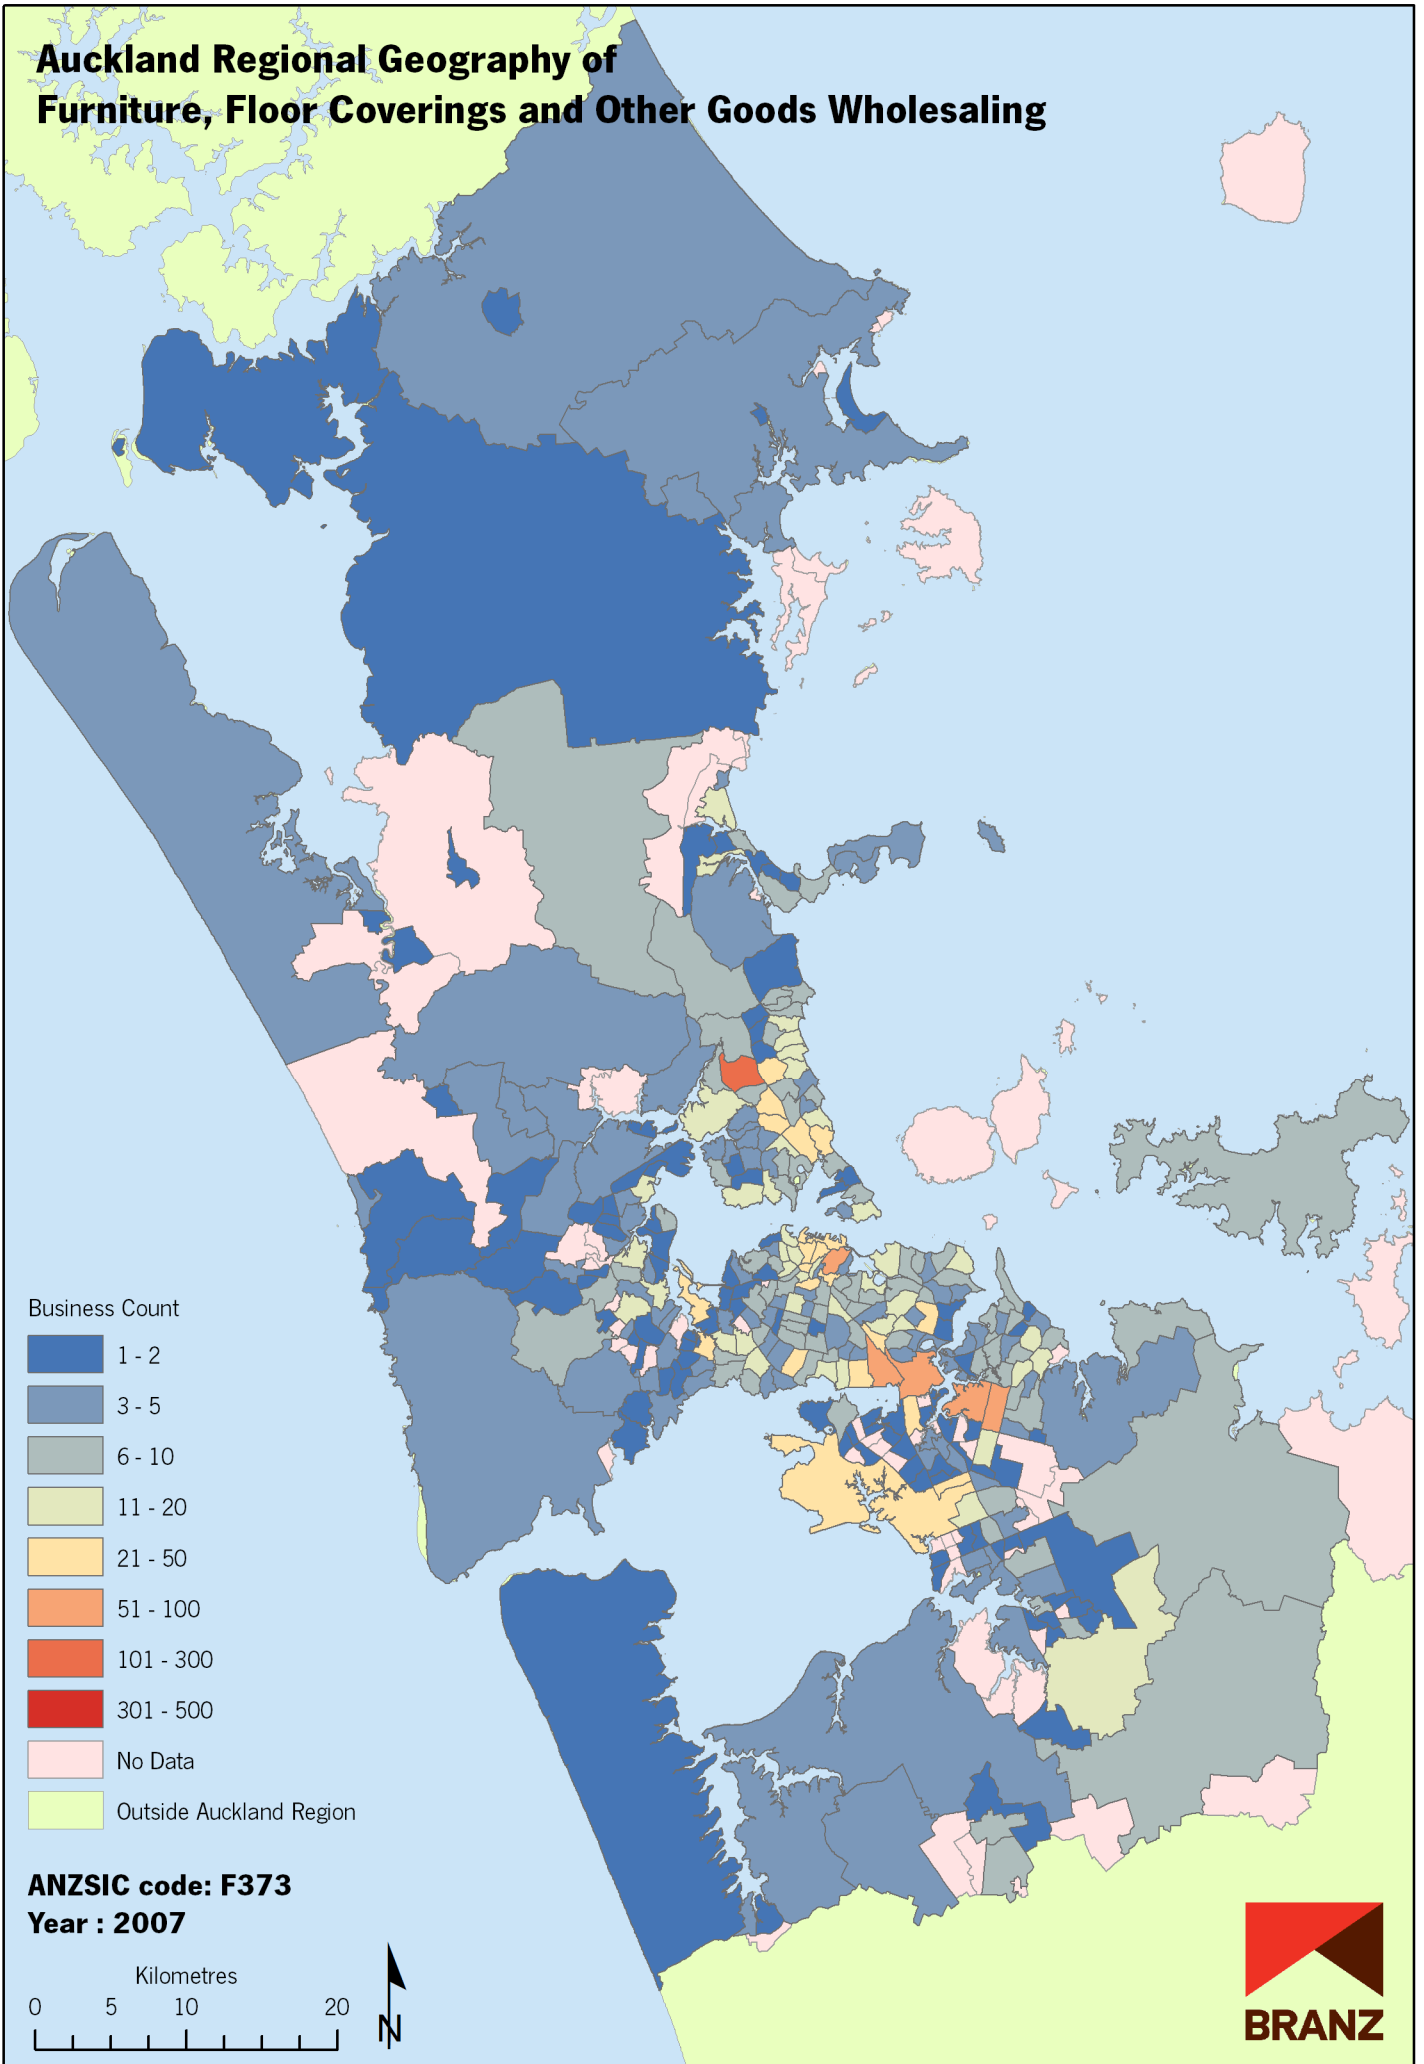 Auckland Regional Geography of
Furniture, Floor Coverings and Other Goods Wholesaling
Business Count
1 - 2
3 - 5
6 - 10
11 - 20
21 - 50
51 - 100
101 - 300
301 - 500
No Data
Outside Auckland Region
ANZSIC code: F373
Year : 2007
Kilometres
0 5 10 20
N
BRANZ